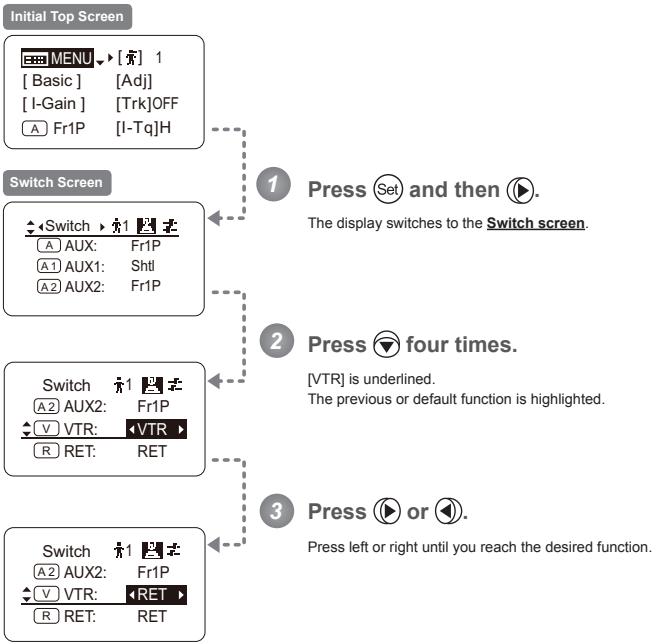 Initial Top Screen
MENU [ ] 1
[ Basic ] [Adj]
[ I-Gain ] [Trk]OFF
A Fr1P [I-Tq]H
Switch Screen
Switch 1
A AUX: Fr1P
A1 AUX1: Shtl
A2 AUX2: Fr1P
1 Press Set and then .
The display switches to the Switch screen.
2 Press four times.
[VTR] is underlined.
The previous or default function is highlighted.
Switch 1
A2 AUX2: Fr1P
V VTR: VTR
R RET: RET
3 Press or .
Press left or right until you reach the desired function.
Switch 1
A2 AUX2: Fr1P
V VTR: RET
R RET: RET